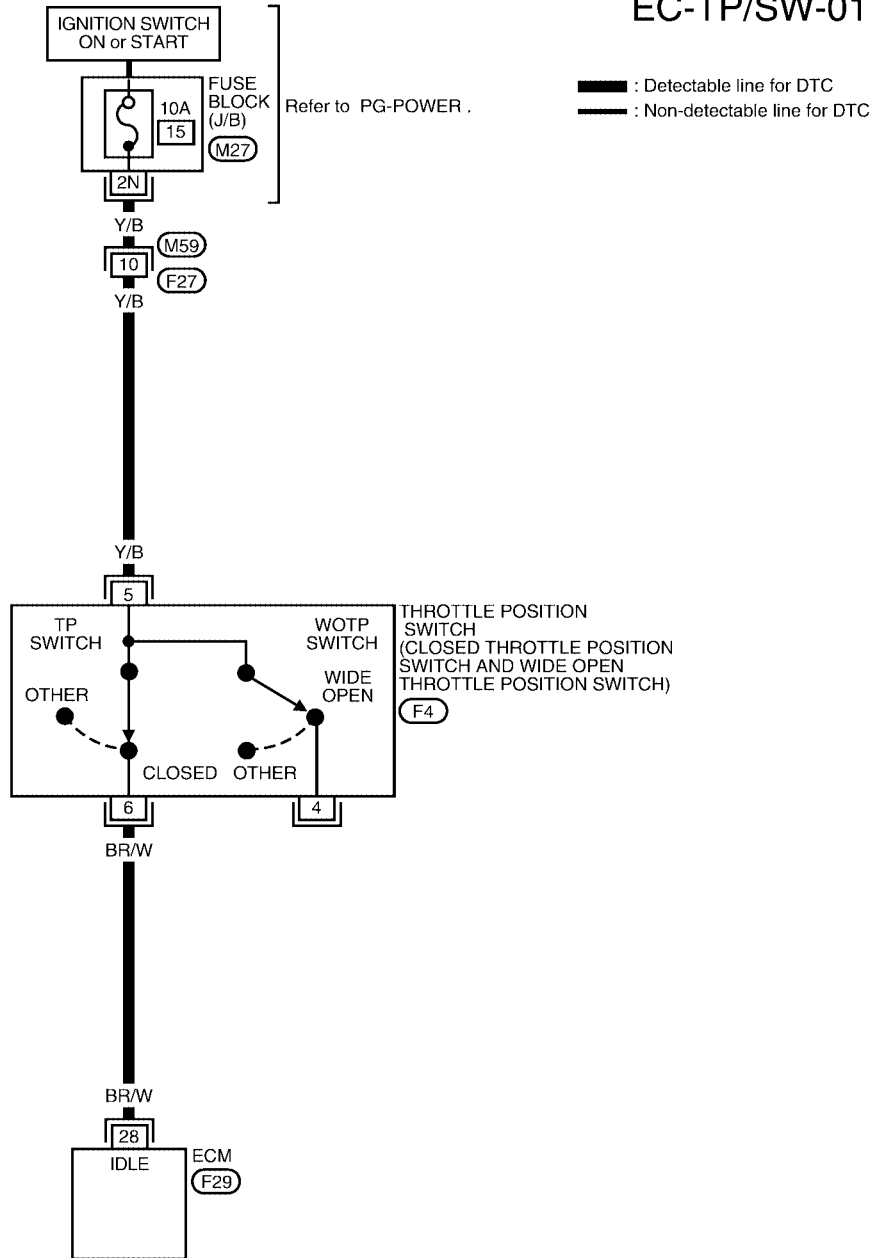 EC-TP/SW-01
IGNITION SWITCH
ON or START
FUSE
BLOCK
(J/B)
10A
15
M27
Refer to PG-POWER .
: Detectable line for DTC
: Non-detectable line for DTC
2N
Y/B
M59
10
F27
Y/B
Y/B
5
TP
SWITCH
WOTP
SWITCH
THROTTLE POSITION
SWITCH
(CLOSED THROTTLE POSITION
SWITCH AND WIDE OPEN
THROTTLE POSITION SWITCH)
F4
OTHER
WIDE
OPEN
CLOSED
OTHER
6
4
BR/W
BR/W
28
IDLE
ECM
F29